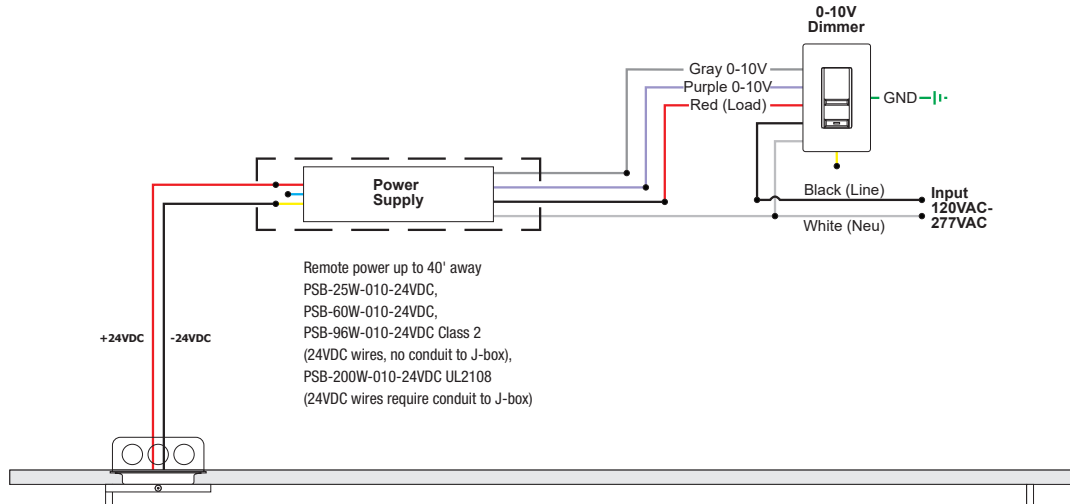 0-10V
Dimmer
Gray 0-10V
Purple 0-10V
Red (Load)
GND
Power
Supply
Black (Line)
White (Neu)
Input
120VAC-
277VAC
Remote power up to 40' away
PSB-25W-010-24VDC,
PSB-60W-010-24VDC,
PSB-96W-010-24VDC Class 2
(24VDC wires, no conduit to J-box),
PSB-200W-010-24VDC UL2108
(24VDC wires require conduit to J-box)
+24VDC
-24VDC